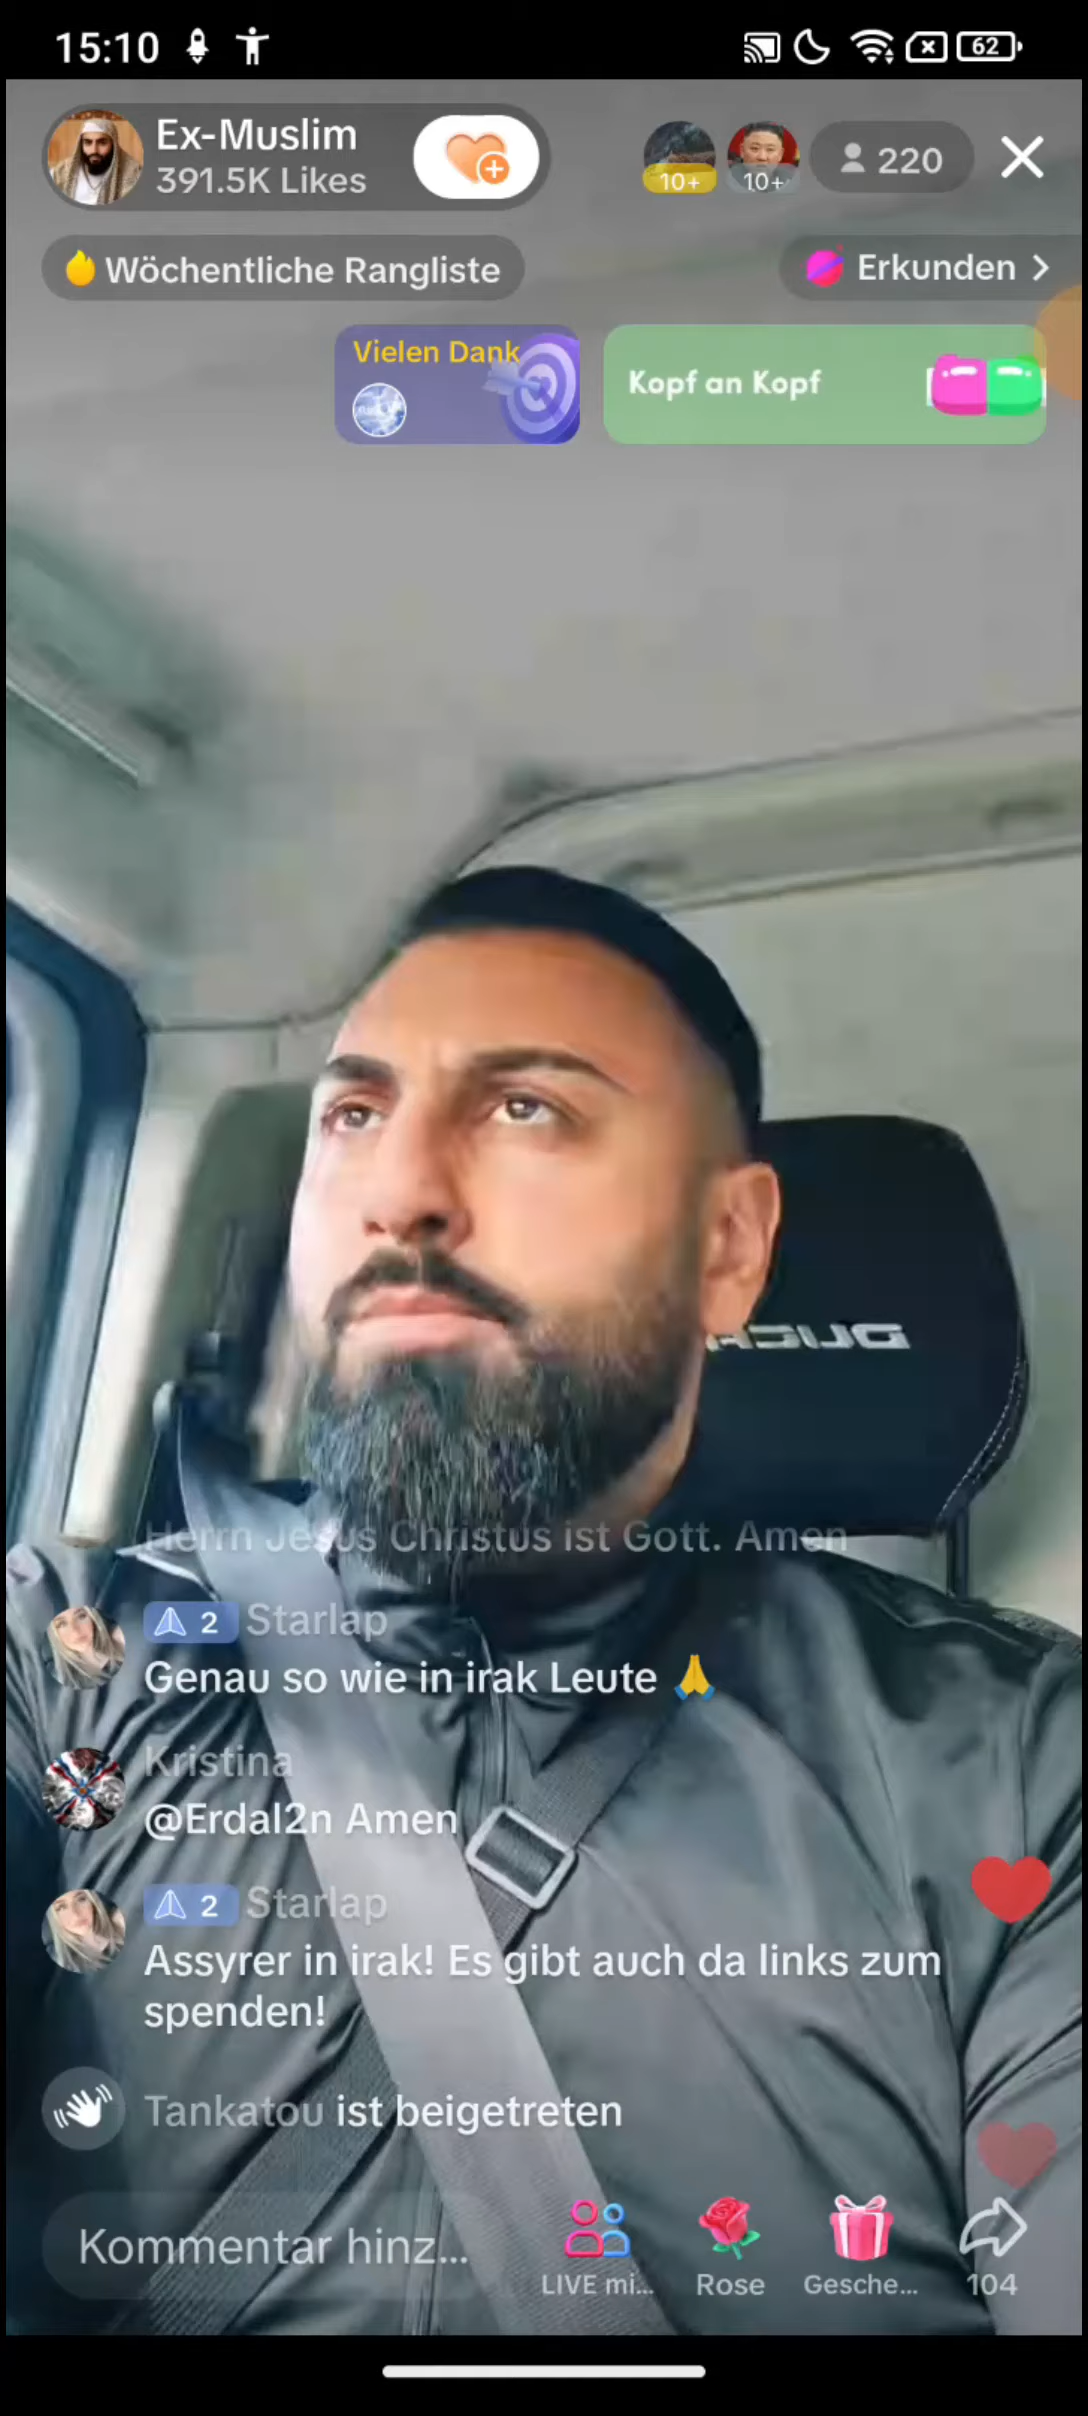 15:10
62
Ex-Muslim
391.5K Likes
10+
10+
220
Wöchentliche Rangliste
Erkunden >
Vielen Dank
Kopf an Kopf
Herrn Jesus Christus ist Gott. Amen
2 Starlap
Genau so wie in irak Leute 🙏
Kristina
@Erdal2n Amen
2 Starlap
Assyrer in irak! Es gibt auch da links zum
spenden!
Tankatou ist beigetreten
Kommentar hinz...
LIVE mi...
Rose
Gesche...
104